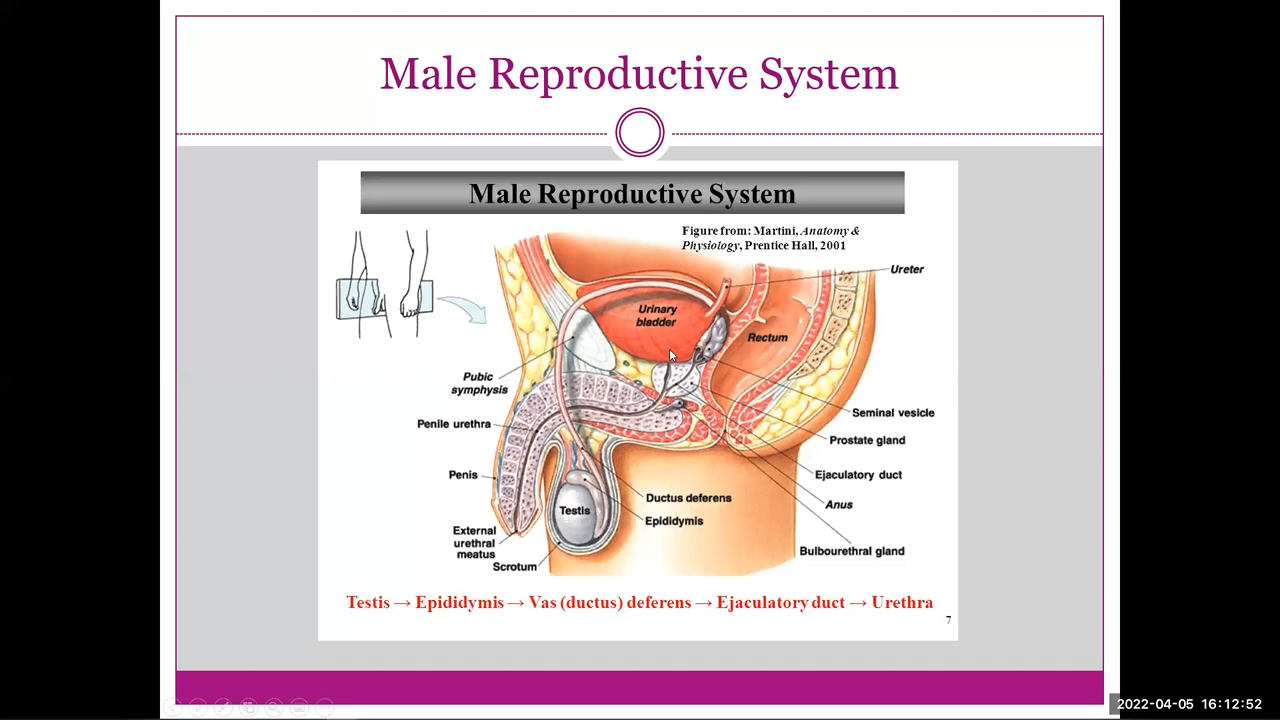 Male Reproductive System
Male Reproductive System
Figure from: Martini, Anatomy &
Physiology, Prentice Hall, 2001
Ureter
Urinary
bladder
Rectum
Pubic
symphysis
Seminal vesicle
Penile urethra
Prostate gland
Penis
Ejaculatory duct
Ductus deferens
Anus
Testis
Epididymis
External
urethral
meatus
Bulbourethral gland
Scrotum
Testis → Epididymis → Vas (ductus) deferens → Ejaculatory duct → Urethra
7
2022-04-05 16:12:52